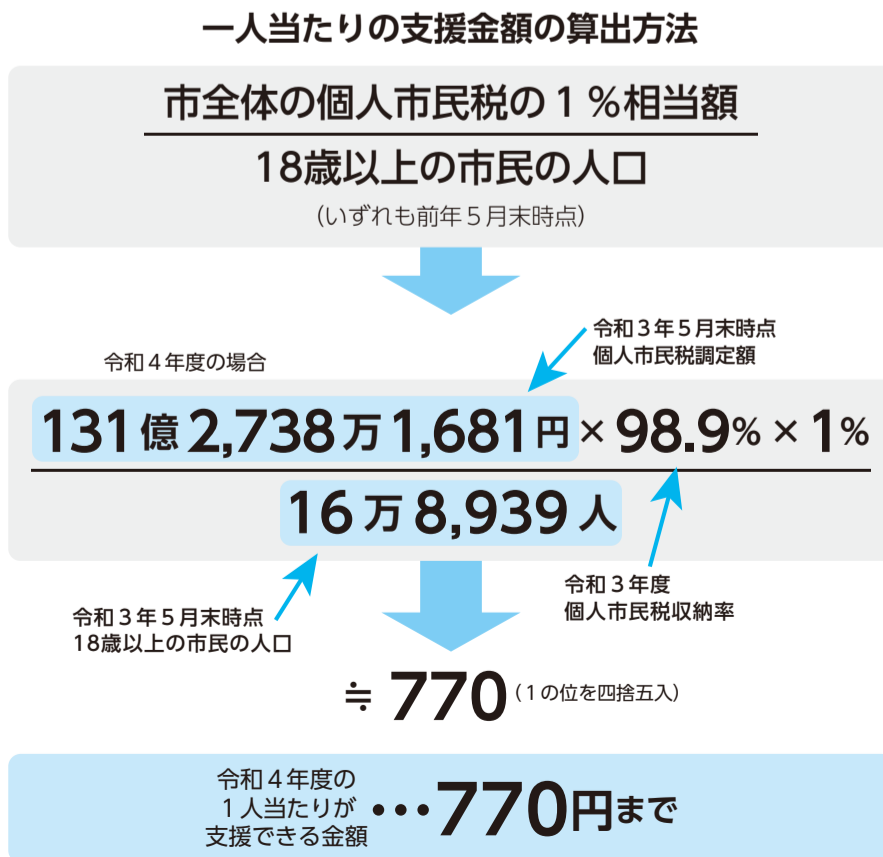 一人当たりの支援金額の算出方法
市全体の個人市民税の1%相当額
18歳以上の市民の人口
(いずれも前年5月末時点)
令和3年5月末時点
個人市民税調定額
令和4年度の場合
131億2,738万1,681円×98.9%×1%
16万8,939人
令和3年度
個人市民税収納率
令和3年5月末時点
18歳以上の市民の人口
≒770(1の位を四捨五入)
令和4年度の
1人当たりが
支援できる金額
•••770円まで